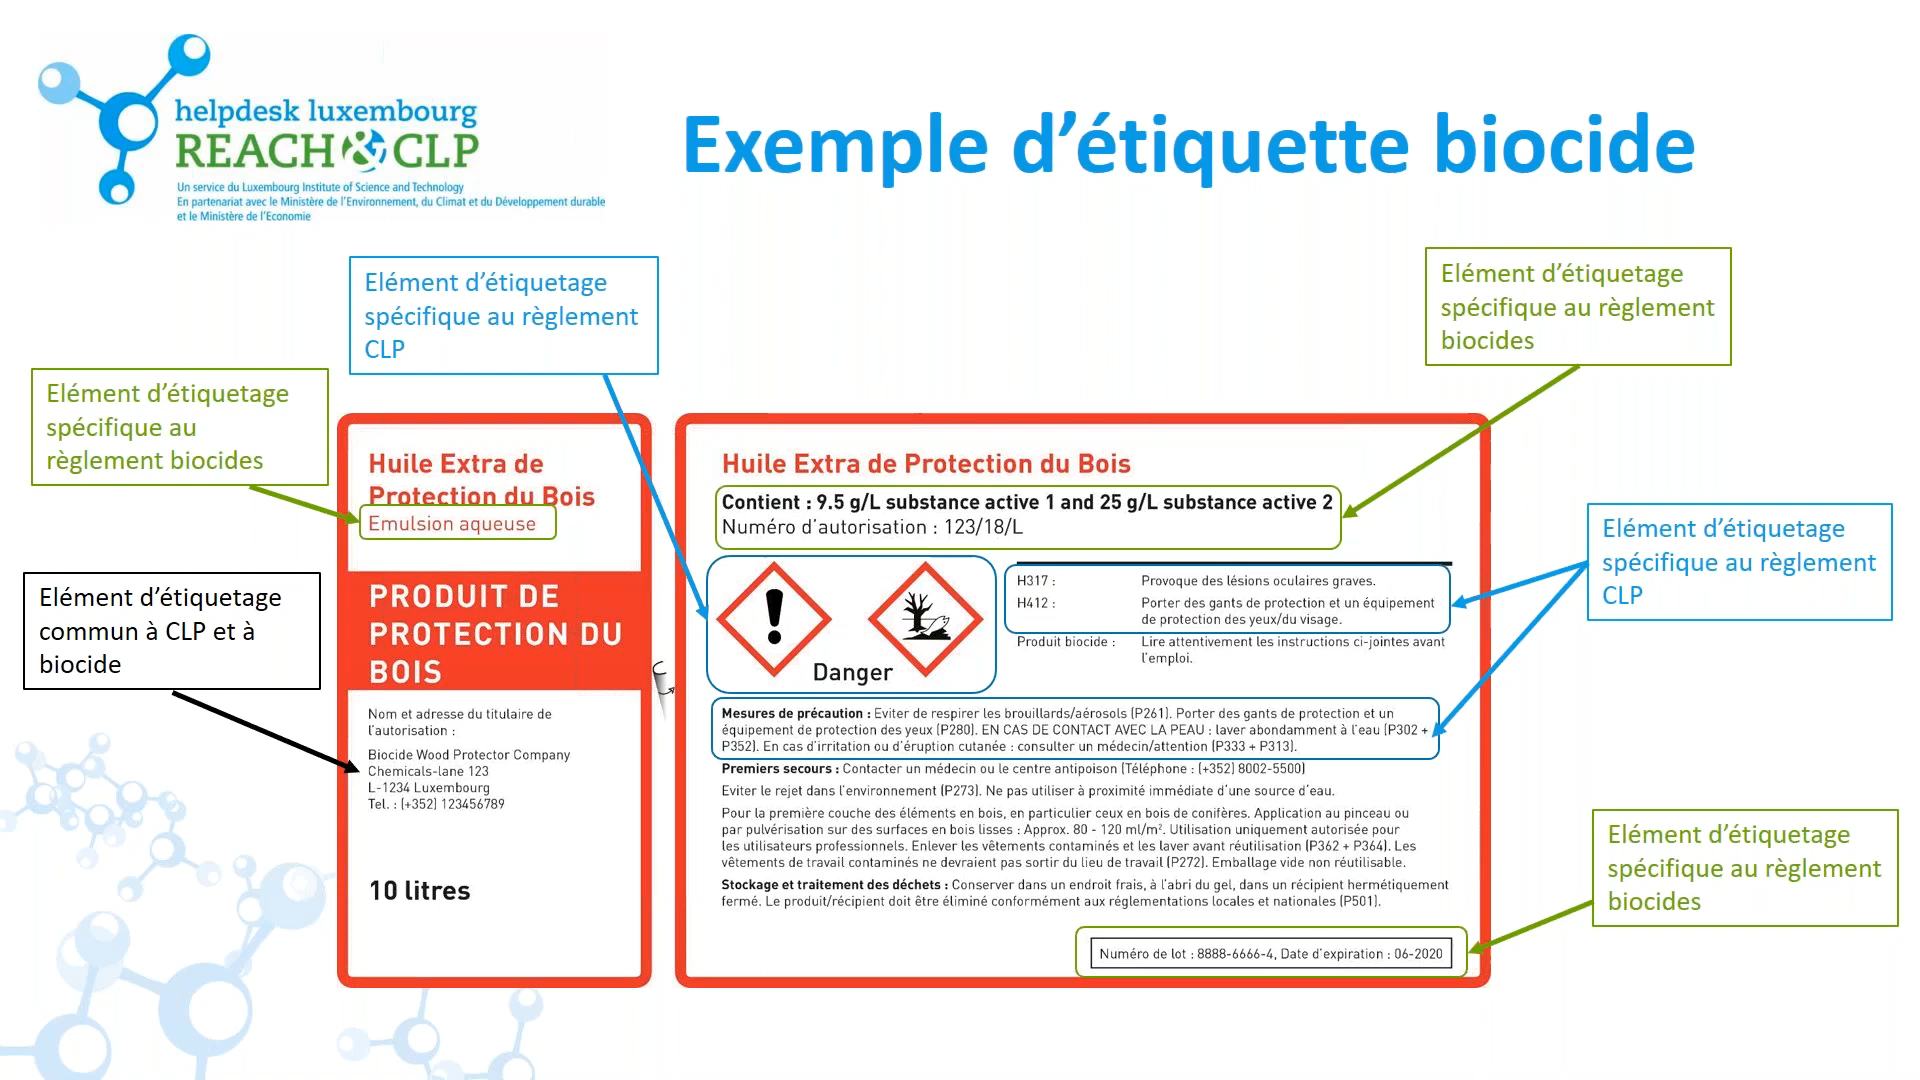 helpdesk luxembourg
REACH & CLP
Un service du Luxembourg Institute of Science and Technology
En partenariat avec le Ministère de l'Environnement, du Climat et du Développement durable
et le Ministère de l'Economie
Exemple d'étiquette biocide
Elément d'étiquetage
spécifique au règlement
CLP
Elément d'étiquetage
spécifique au règlement
biocides
Elément d'étiquetage
spécifique au
règlement biocides
Elément d'étiquetage
commun à CLP et à
biocide
Huile Extra de
Protection du Bois
Emulsion aqueuse
PRODUIT DE
PROTECTION DU
BOIS
Nom et adresse du titulaire de
l'autorisation :
Biocide Wood Protector Company
Chemicals-lane 123
L-1234 Luxembourg
Tel. : (+352) 123456789
10 litres
Huile Extra de Protection du Bois
Contient : 9.5 g/L substance active 1 and 25 g/L substance active 2
Numéro d'autorisation : 123/18/L
Danger
H317 : Provoque des lésions oculaires graves.
H412 : Porter des gants de protection et un équipement
de protection des yeux/du visage.
Produit biocide : Lire attentivement les instructions ci-jointes avant
l'emploi.
Mesures de précaution : Eviter de respirer les brouillards/aérosols (P261). Porter des gants de protection et un
équipement de protection des yeux (P280). EN CAS DE CONTACT AVEC LA PEAU : laver abondamment à l'eau (P302 +
P352). En cas d'irritation ou d'éruption cutanée : consulter un médecin/attention (P333 + P313).
Premiers secours : Contacter un médecin ou le centre antipoison (Téléphone : (+352) 8002-5500)
Eviter le rejet dans l'environnement (P273). Ne pas utiliser à proximité immédiate d'une source d'eau.
Pour la première couche des éléments en bois, en particulier ceux en bois de conifères. Application au pinceau ou
par pulvérisation sur des surfaces en bois lisses : Approx. 80 - 120 ml/m². Utilisation uniquement autorisée pour
les utilisateurs professionnels. Enlever les vêtements contaminés et les laver avant réutilisation (P362 + P364). Les
vêtements de travail contaminés ne devraient pas sortir du lieu de travail (P272). Emballage vide non réutilisable.
Stockage et traitement des déchets : Conserver dans un endroit frais, à l'abri du gel, dans un récipient hermétiquement
fermé. Le produit/récipient doit être éliminé conformément aux réglementations locales et nationales (P501).
Numéro de lot : 8888-6666-4, Date d'expiration : 06-2020
Elément d'étiquetage
spécifique au règlement
CLP
Elément d'étiquetage
spécifique au règlement
biocides